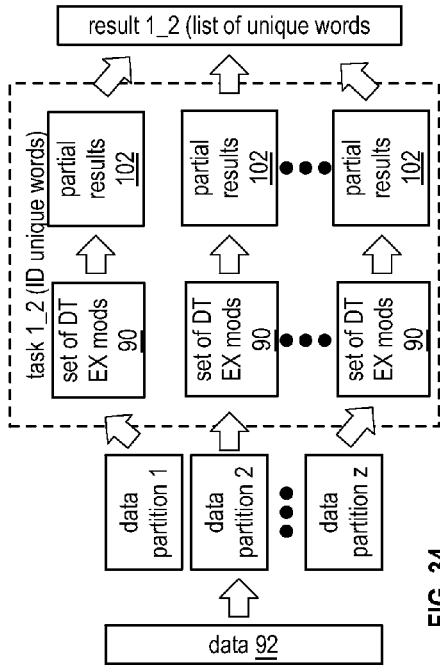 data 92
data
partition 1
data
partition 2
data
partition z
task 1_2 (ID unique words)
set of DT
EX mods
90
set of DT
EX mods
90
set of DT
EX mods
90
partial
results
102
partial
results
102
partial
results
102
result 1_2 (list of unique words
FIG. 34